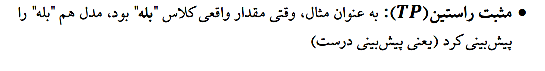 • مثبت راستین(TP): به عنوان مثال، وقتی مقدار واقعی کلاس "بله" بود، مدل هم "بله" را
پیش‌بینی کرد (یعنی پیش‌بینی درست)